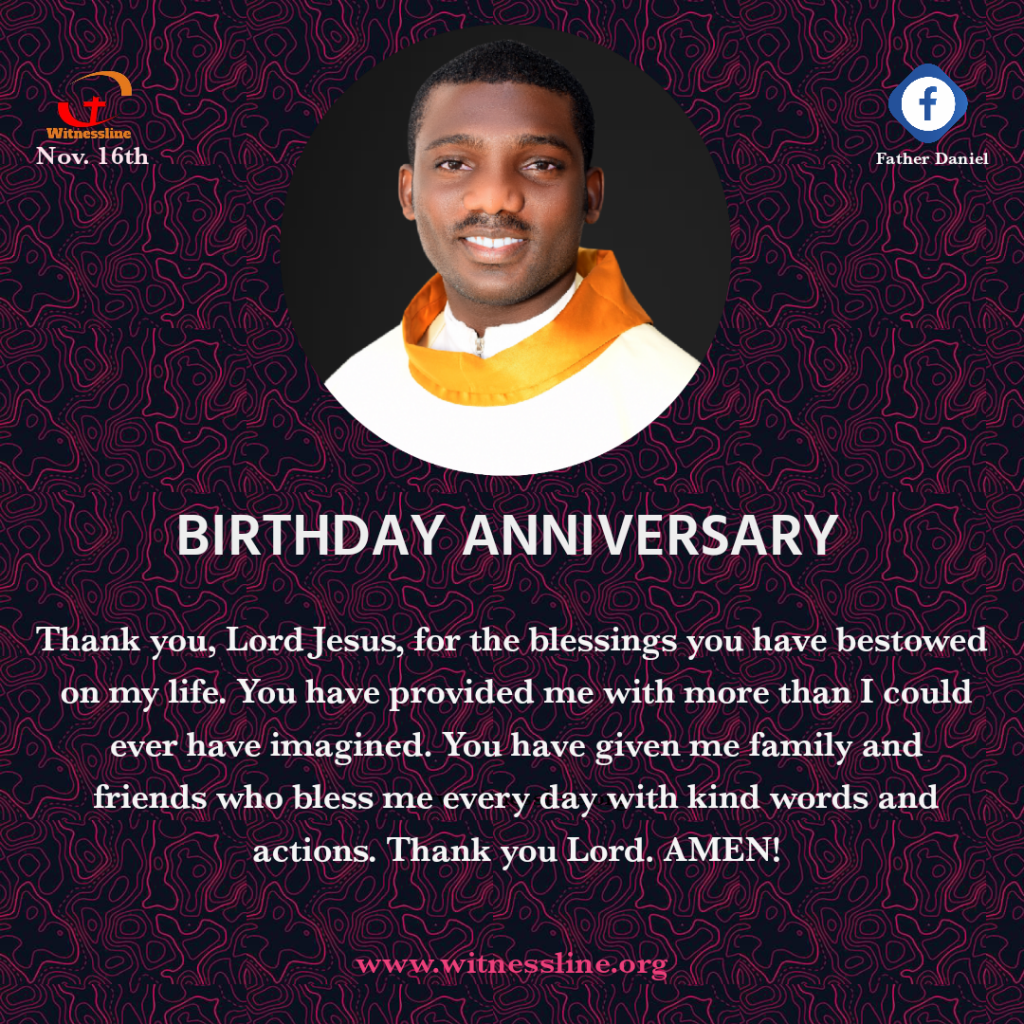 Witnessline
Nov. 16th
Father Daniel
BIRTHDAY ANNIVERSARY
Thank you, Lord Jesus, for the blessings you have bestowed
on my life. You have provided me with more than I could
ever have imagined. You have given me family and
friends who bless me every day with kind words and
actions. Thank you Lord. AMEN!
www.witnessline.org